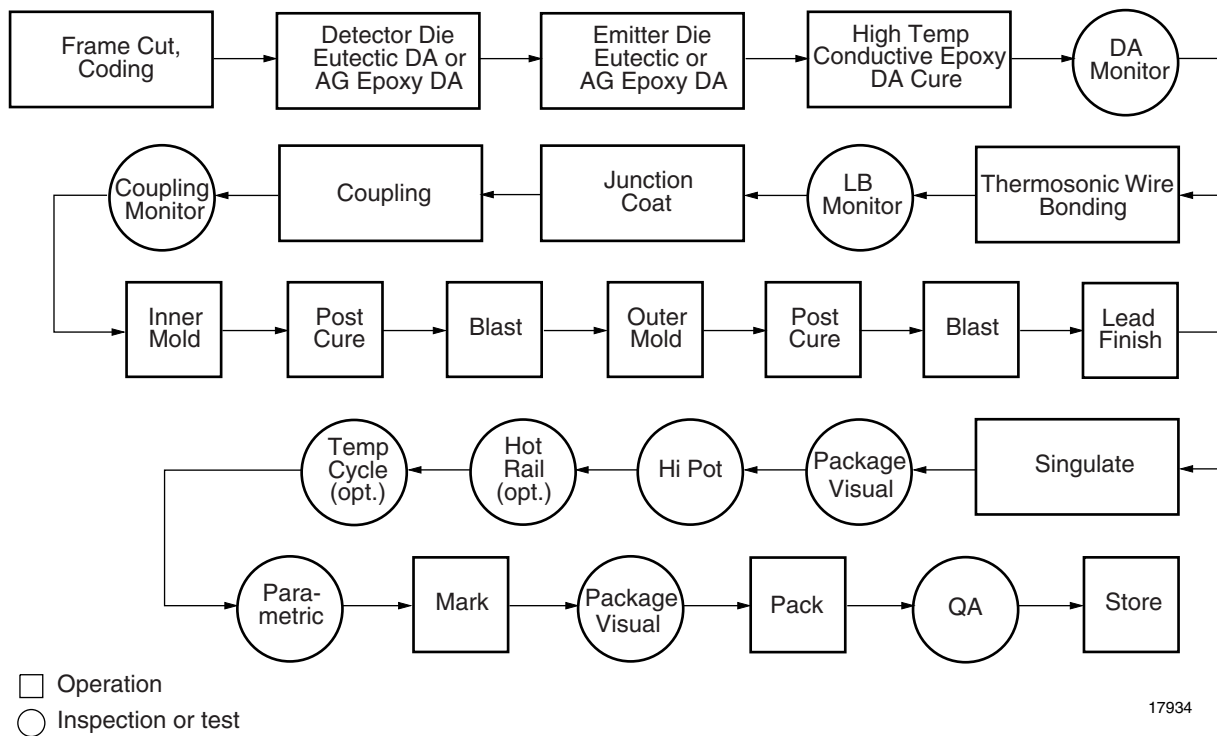 Frame Cut,
Coding
Detector Die
Eutectic DA or
AG Epoxy DA
Emitter Die
Eutectic or
AG Epoxy DA
High Temp
Conductive Epoxy
DA Cure
DA
Monitor
Coupling
Monitor
Coupling
Junction
Coat
LB
Monitor
Thermosonic Wire
Bonding
Inner
Mold
Post
Cure
Blast
Outer
Mold
Post
Cure
Blast
Lead
Finish
Temp
Cycle
(opt.)
Hot
Rail
(opt.)
Hi Pot
Package
Visual
Singulate
Para-
metric
Mark
Package
Visual
Pack
QA
Store
Operation
Inspection or test
17934